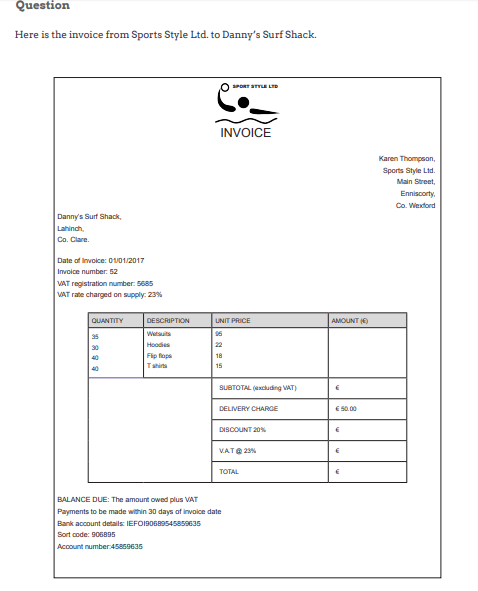 Question
Here is the invoice from Sports Style Ltd. to Danny's Surf Shack.
SPORT STYLE LTD
INVOICE
Karen Thompson,
Sports Style Ltd.
Main Street,
Enniscorty,
Co. Wexford
Danny's Surf Shack,
Lahinch,
Co. Clare.
Date of Invoice: 01/01/2017
Invoice number: 52
VAT registration number: 5685
VAT rate charged on supply: 23%
QUANTITY DESCRIPTION UNIT PRICE AMOUNT (€)
35 Wetsuits 95
30 Hoodies 22
40 Flip flops 18
40 T shirts 15
SUBTOTAL (excluding VAT) €
DELIVERY CHARGE € 50.00
DISCOUNT 20% €
V.A.T @ 23% €
TOTAL €
BALANCE DUE: The amount owed plus VAT
Payments to be made within 30 days of invoice date
Bank account details: IEFOI90689545859635
Sort code: 906895
Account number:45859635